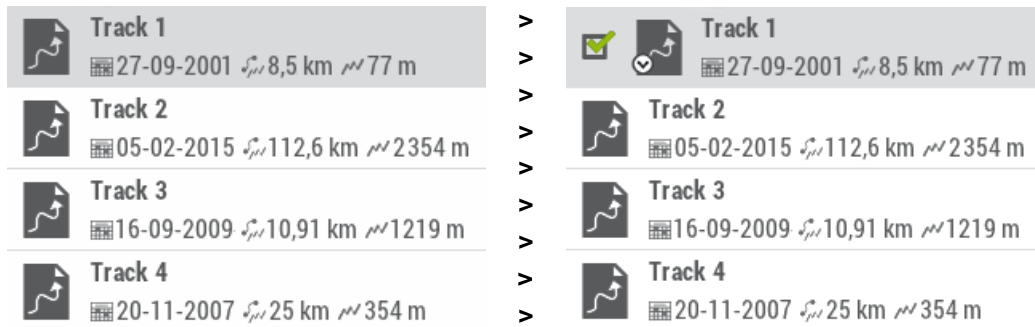 Track 1
27-09-2001 8,5 km 77 m
Track 2
05-02-2015 112,6 km 2354 m
Track 3
16-09-2009 10,91 km 1219 m
Track 4
20-11-2007 25 km 354 m
>
>
>
>
>
>
>
>
>
Track 1
27-09-2001 8,5 km 77 m
Track 2
05-02-2015 112,6 km 2354 m
Track 3
16-09-2009 10,91 km 1219 m
Track 4
20-11-2007 25 km 354 m